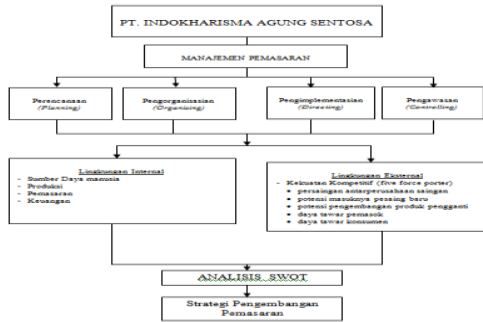 PT. INDOKHARISMA AGUNG SENTOSA
MANAJEMEN PEMASARAN
Perencanaan
(Planning)
Pengorganisasian
(Organising)
Pengimplementasian
(Directing)
Pengawasan
(Controlling)
Lingkungan Internal
- Sumber Daya manusia
- Produksi
- Pemasaran
- Keuangan
Lingkungan Eksternal
- Kekuatan Kompetitif (five force porter)
• persaingan antarperusahaan saingan
• potensi masuknya pesaing baru
• potensi pengembangan produk pengganti
• daya tawar pemasok
• daya tawar konsumen
ANALISIS SWOT
Strategi Pengembangan
Pemasaran